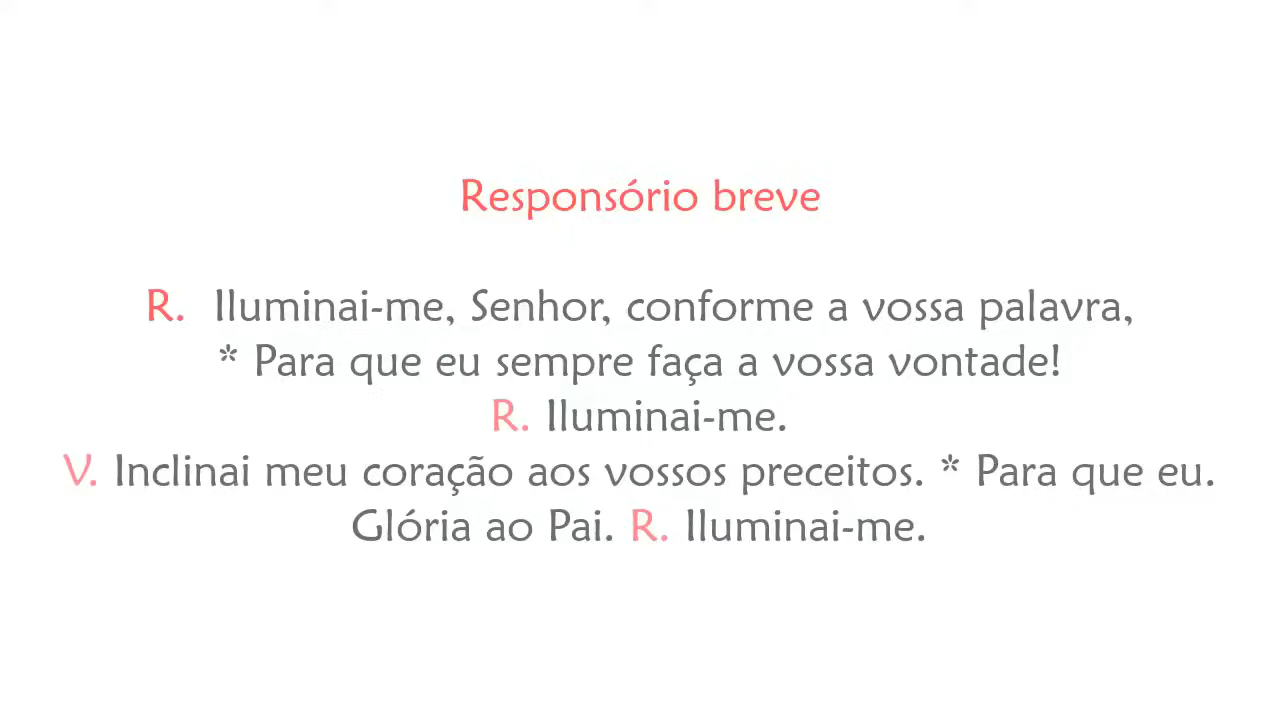 Responsório breve
R. Iluminai-me, Senhor, conforme a vossa palavra,
* Para que eu sempre faça a vossa vontade!
R. Iluminai-me.
V. Inclinai meu coração aos vossos preceitos. * Para que eu.
Glória ao Pai. R. Iluminai-me.